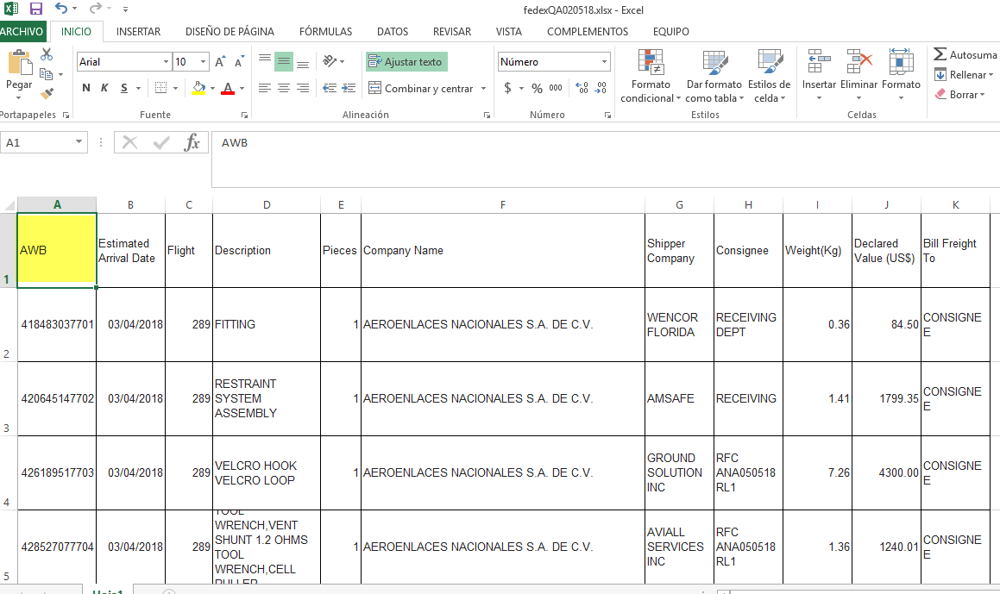 fedexQA020518.xlsx - Excel
ARCHIVO INICIO INSERTAR DISEÑO DE PÁGINA FÓRMULAS DATOS REVISAR VISTA COMPLEMENTOS EQUIPO
Arial 10 A A Ajustar texto Número Autosuma
Pegar Formato Dar formato Estilos de Insertar Eliminar Formato Rellenar
N K S A Combinar y centrar $ % 000 condicional como tabla celda Borrar
Portapapeles Fuente Alineación Número Estilos Celdas
A1 fx AWB
A B C D E F G H I J K
1 AWB Estimated Arrival Date Flight Description Pieces Company Name Shipper Company Consignee Weight(Kg) Declared Value (US$) Bill Freight To
2 418483037701 03/04/2018 289 FITTING 1 AEROENLACES NACIONALES S.A. DE C.V. WENCOR FLORIDA RECEIVING DEPT 0.36 84.50 CONSIGNEE
3 420645147702 03/04/2018 289 RESTRAINT SYSTEM ASSEMBLY 1 AEROENLACES NACIONALES S.A. DE C.V. AMSAFE RECEIVING 1.41 1799.35 CONSIGNEE
4 426189517703 03/04/2018 289 VELCRO HOOK VELCRO LOOP 1 AEROENLACES NACIONALES S.A. DE C.V. GROUND SOLUTION INC RFC ANA050518RL1 7.26 4300.00 CONSIGNEE
5 428527077704 03/04/2018 289 TOOL WRENCH,VENT SHUNT 1.2 OHMS TOOL WRENCH,CELL PULLER 1 AEROENLACES NACIONALES S.A. DE C.V. AVIALL SERVICES INC RFC ANA050518RL1 1.36 1240.01 CONSIGNEE
Hoja1